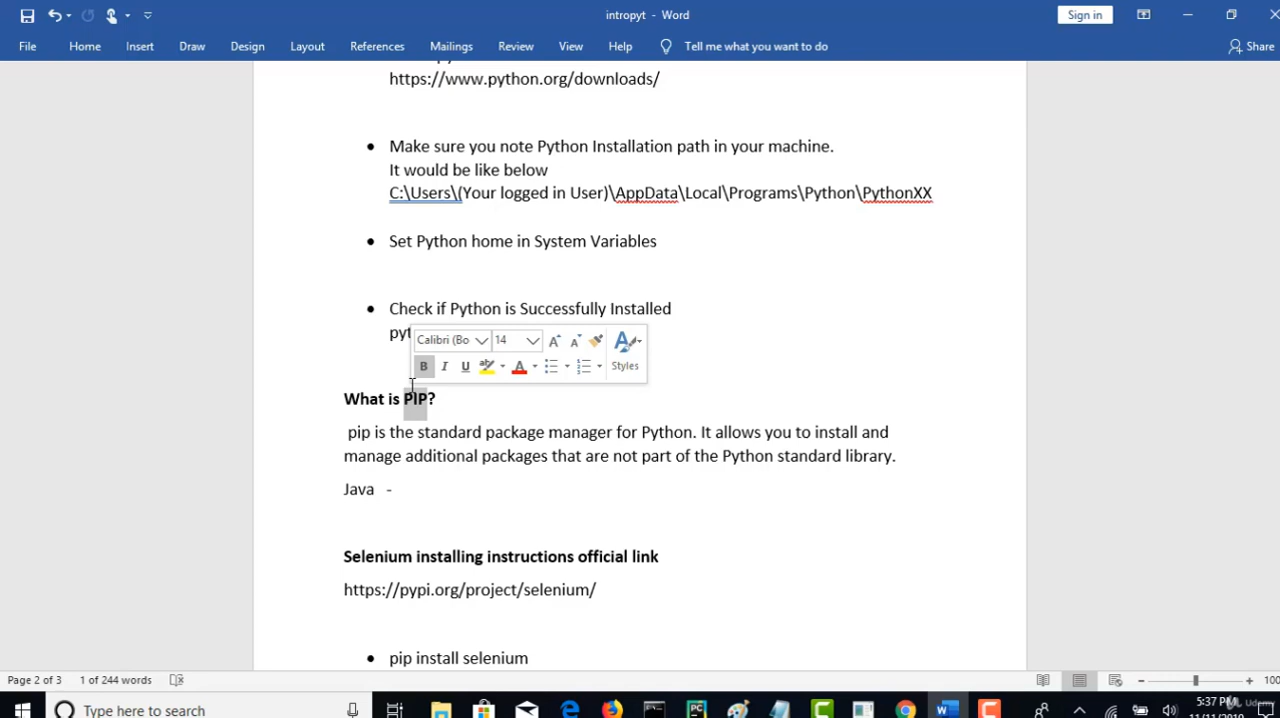 intropyt - Word
Sign in
File Home Insert Draw Design Layout References Mailings Review View Help Tell me what you want to do Share
https://www.python.org/downloads/
• Make sure you note Python Installation path in your machine.
It would be like below
C:\Users\(Your logged in User)\AppData\Local\Programs\Python\PythonXX
• Set Python home in System Variables
• Check if Python is Successfully Installed
pyt
Calibri (Bo 14
B I U Styles
What is PIP?
pip is the standard package manager for Python. It allows you to install and
manage additional packages that are not part of the Python standard library.
Java -
Selenium installing instructions official link
https://pypi.org/project/selenium/
• pip install selenium
Page 2 of 3 1 of 244 words 100
Type here to search
5:37 PM
Udemy